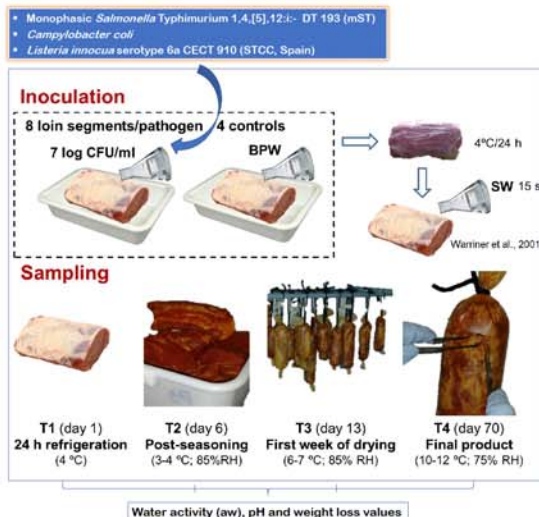 • Monophasic Salmonella Typhimurium 1,4,[5],12:i:- DT 193 (mST)
• Campylobacter coli
• Listeria innocua serotype 6a CECT 910 (STCC, Spain)
Inoculation
8 loin segments/pathogen 4 controls
7 log CFU/ml BPW
4ºC/24 h
SW 15 s
Warriner et al., 2001
Sampling
T1 (day 1) T2 (day 6) T3 (day 13) T4 (day 70)
24 h refrigeration Post-seasoning First week of drying Final product
(4 ºC) (3-4 ºC; 85%RH) (6-7 ºC; 85% RH) (10-12 ºC; 75% RH)
Water activity (aw), pH and weight loss values